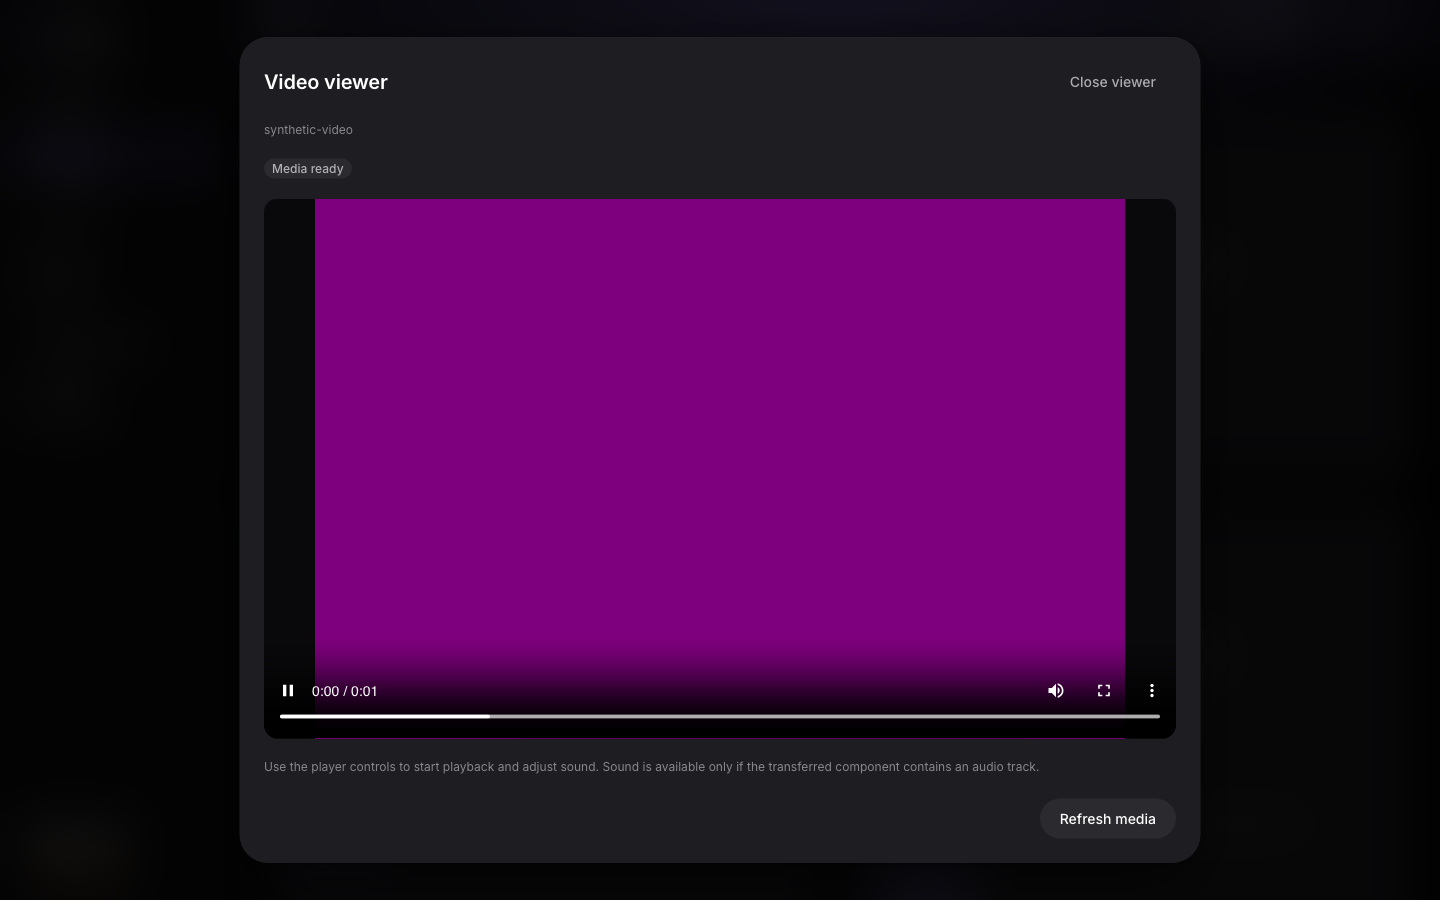 Video viewer
Close viewer
synthetic-video
Media ready
0:00 / 0:01
Use the player controls to start playback and adjust sound. Sound is available only if the transferred component contains an audio track.
Refresh media